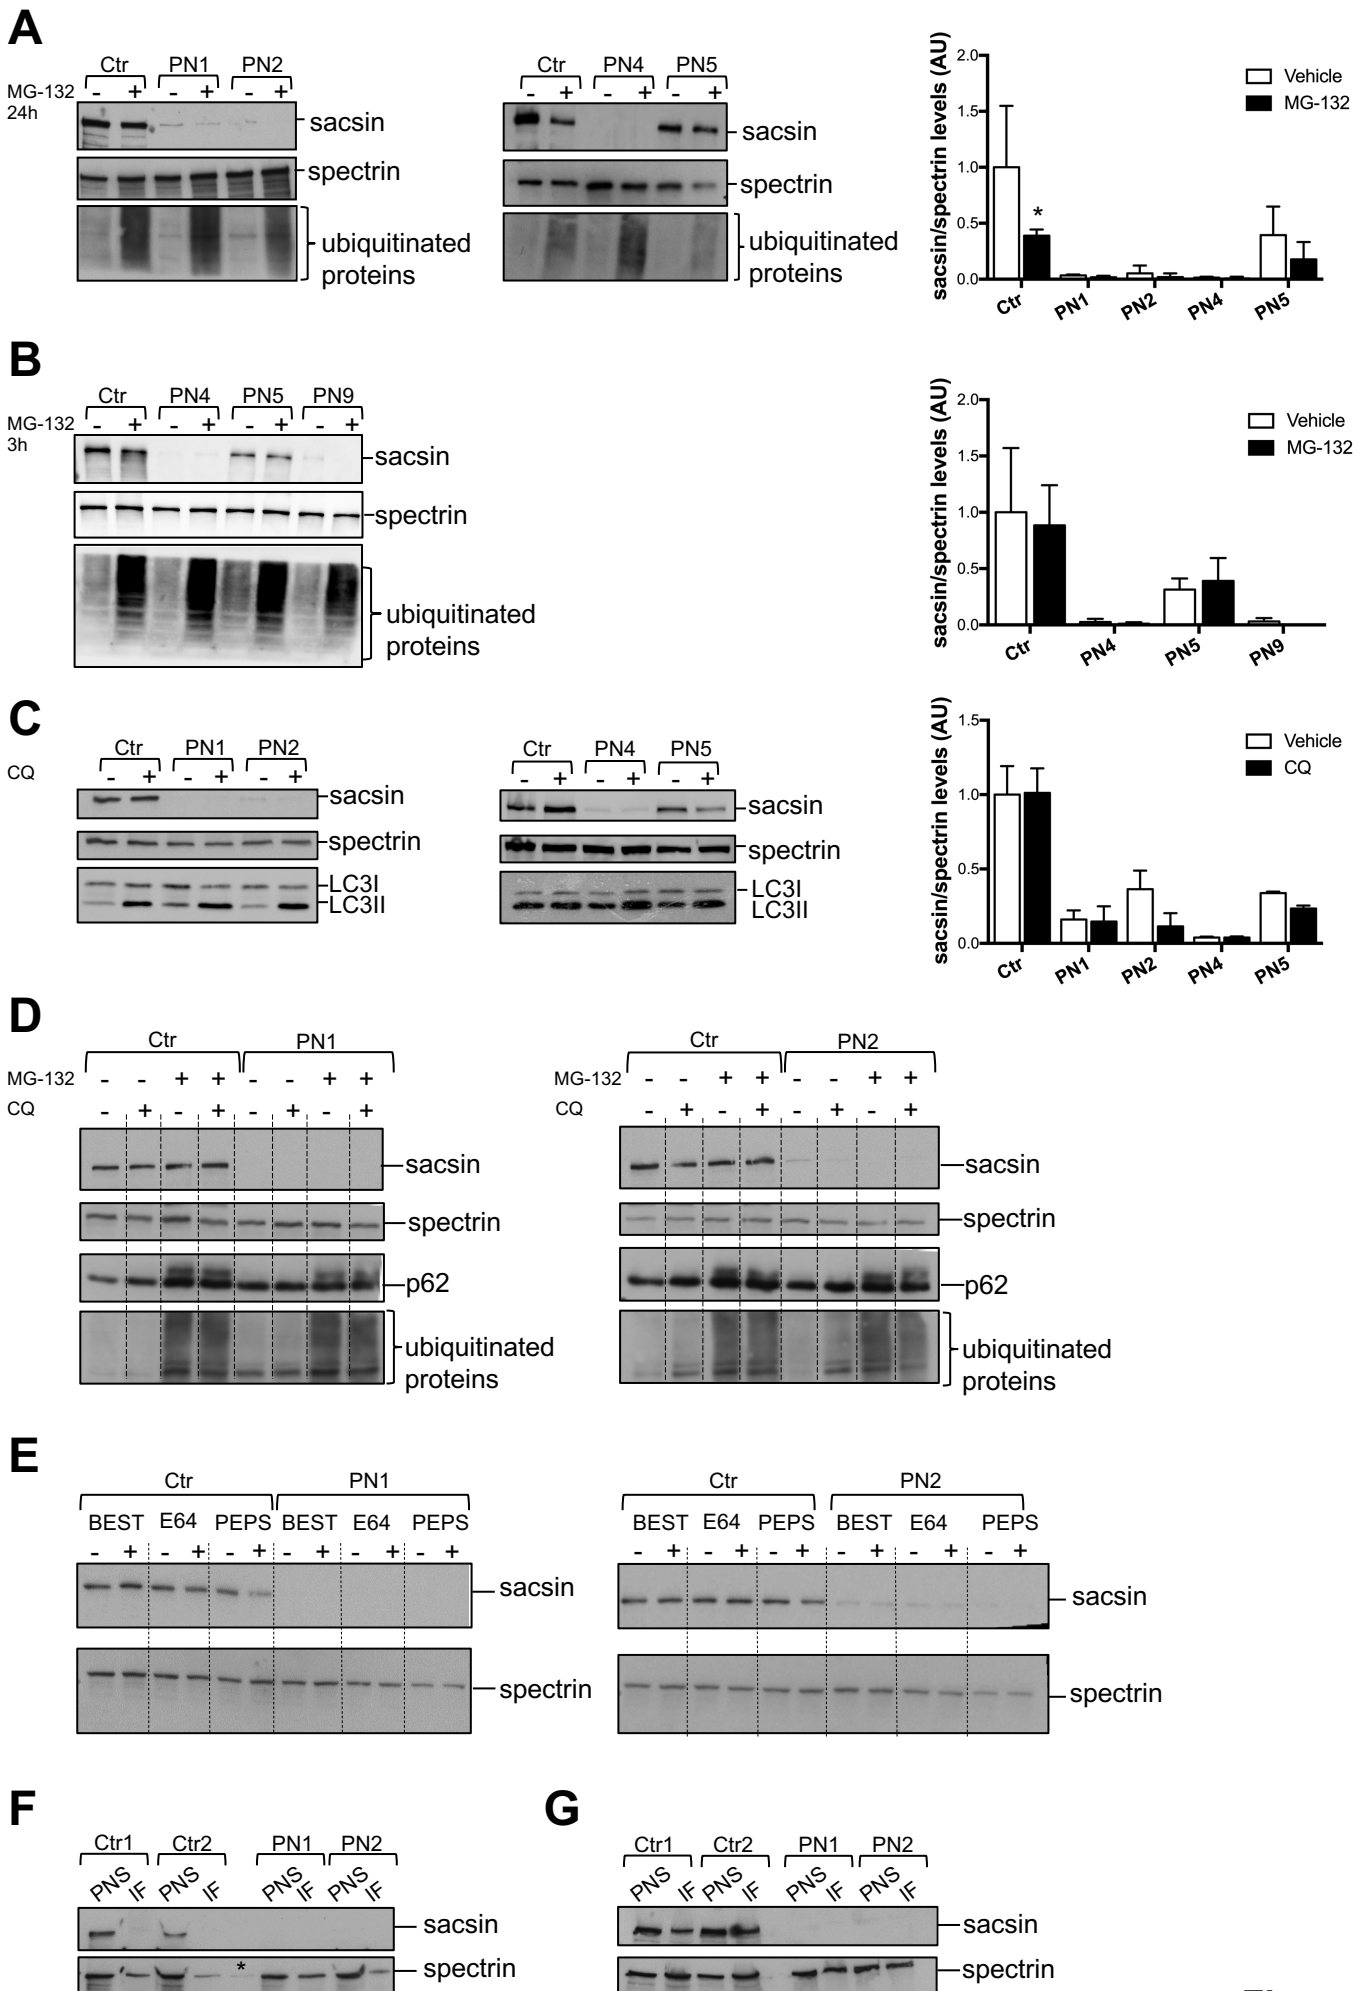 A
Ctr PN1 PN2
MG-132 - + - + - +
24h
sacsin
spectrin
ubiquitinated
proteins
Ctr PN4 PN5
- + - + - +
sacsin
spectrin
ubiquitinated
proteins
sacsin/spectrin levels (AU)
2.0
1.5
1.0
0.5
0.0
*
Vehicle
MG-132
Ctr PN1 PN2 PN4 PN5
B
Ctr PN4 PN5 PN9
MG-132 - + - + - + - +
3h
sacsin
spectrin
ubiquitinated
proteins
sacsin/spectrin levels (AU)
2.0
1.5
1.0
0.5
0.0
Vehicle
MG-132
Ctr PN4 PN5 PN9
C
Ctr PN1 PN2
CQ - + - + - +
sacsin
spectrin
LC3I
LC3II
Ctr PN4 PN5
- + - + - +
sacsin
spectrin
LC3I
LC3II
sacsin/spectrin levels (AU)
1.5
1.0
0.5
0.0
Vehicle
CQ
Ctr PN1 PN2 PN4 PN5
D
Ctr PN1
MG-132 - - + + - - + +
CQ - + - + - + - +
sacsin
spectrin
p62
ubiquitinated
proteins
Ctr PN2
MG-132 - - + + - - + +
CQ - + - + - + - +
sacsin
spectrin
p62
ubiquitinated
proteins
E
Ctr PN1
BEST E64 PEPS BEST E64 PEPS
- + - + - + - + - + - +
sacsin
spectrin
Ctr PN2
BEST E64 PEPS BEST E64 PEPS
- + - + - + - + - + - +
sacsin
spectrin
F
Ctr1 Ctr2 PN1 PN2
PNS IF PNS IF PNS IF PNS IF
sacsin
* spectrin
G
Ctr1 Ctr2 PN1 PN2
PNS IF PNS IF PNS IF PNS IF
sacsin
spectrin